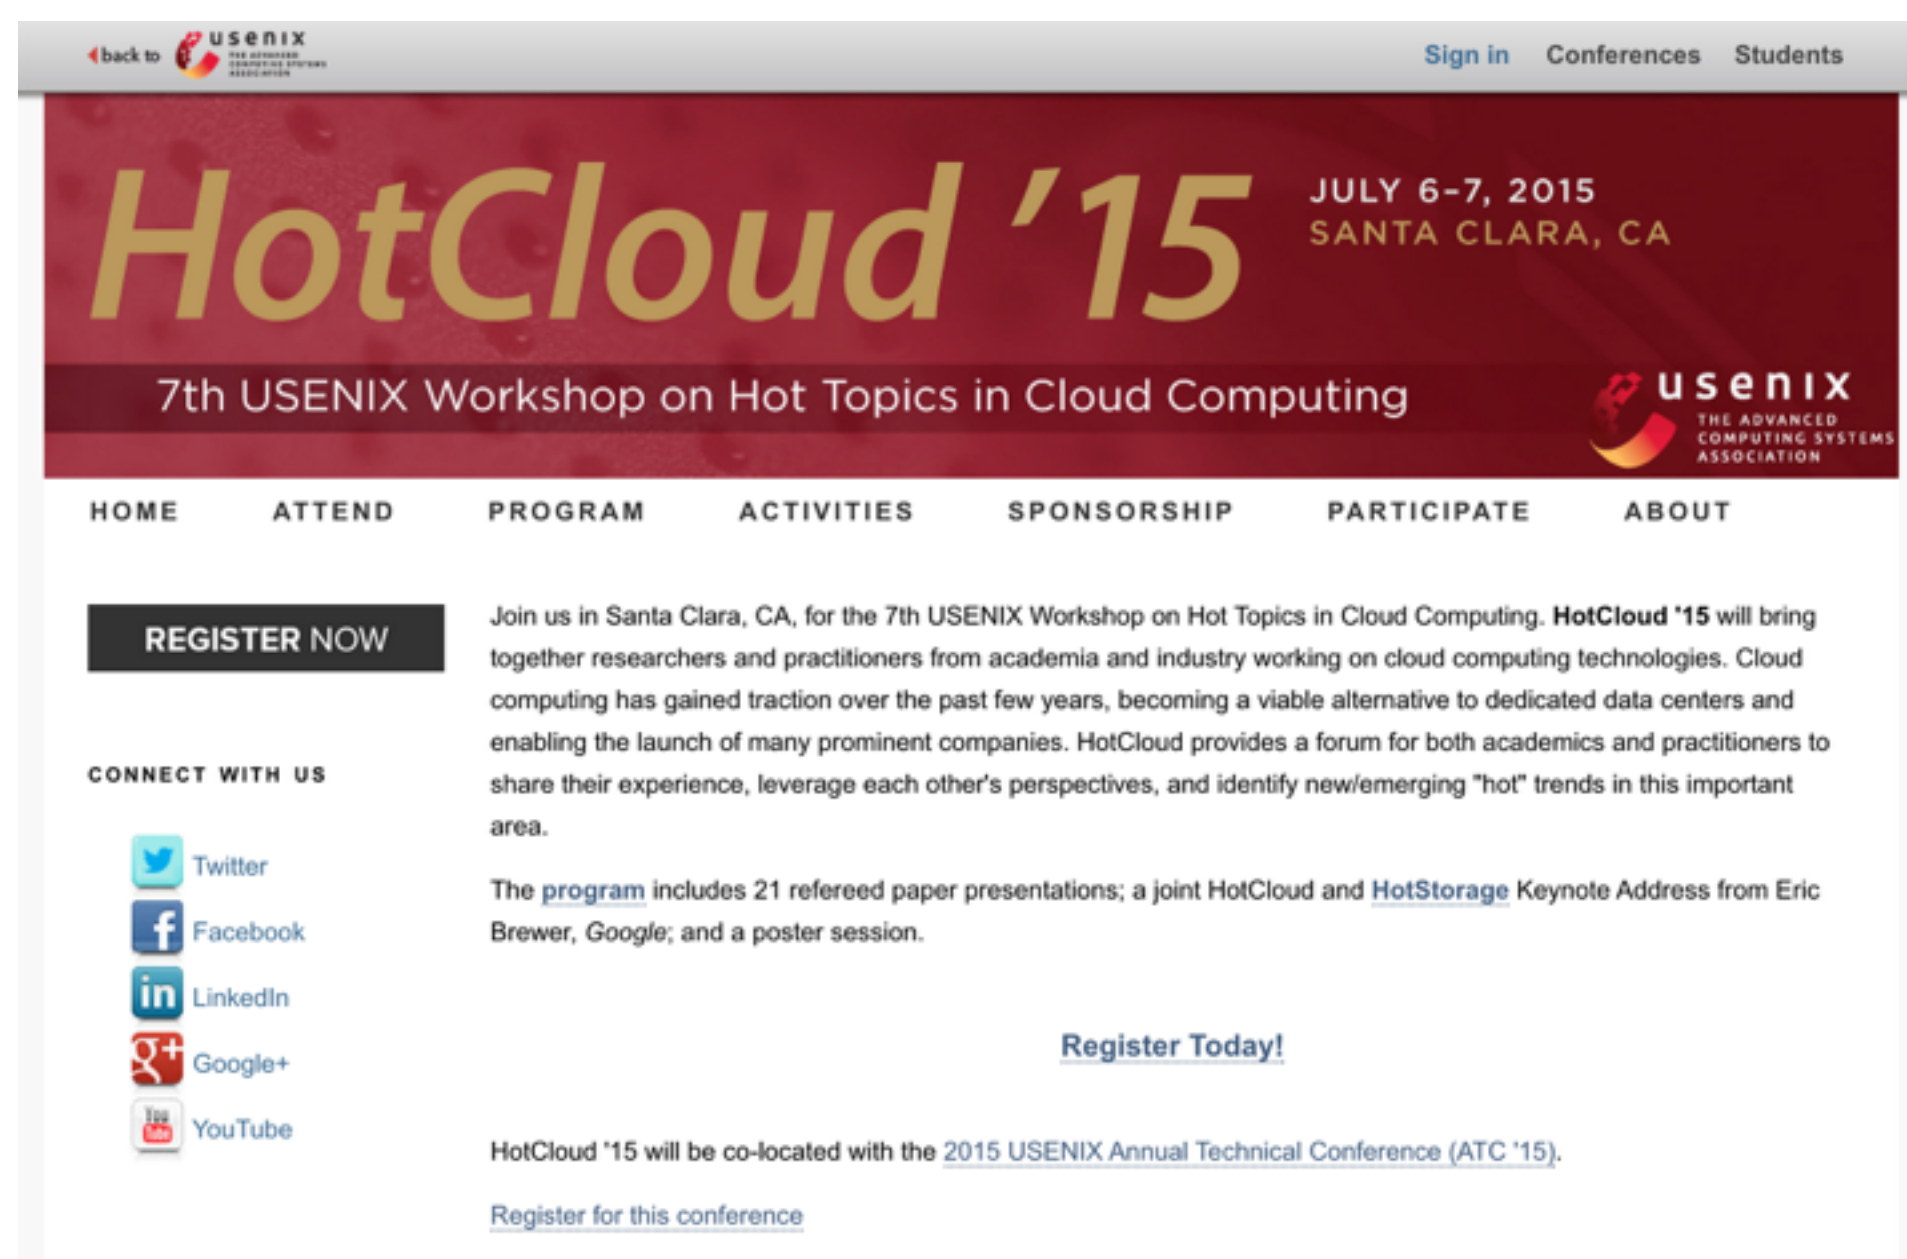 back to usenix
THE ADVANCED
COMPUTING SYSTEMS
ASSOCIATION
Sign in Conferences Students
HotCloud '15
JULY 6–7, 2015
SANTA CLARA, CA
7th USENIX Workshop on Hot Topics in Cloud Computing
usenix
THE ADVANCED
COMPUTING SYSTEMS
ASSOCIATION
HOME ATTEND PROGRAM ACTIVITIES SPONSORSHIP PARTICIPATE ABOUT
REGISTER NOW
CONNECT WITH US
Twitter
f Facebook
in LinkedIn
g+ Google+
You Tube YouTube
Join us in Santa Clara, CA, for the 7th USENIX Workshop on Hot Topics in Cloud Computing. HotCloud '15 will bring
together researchers and practitioners from academia and industry working on cloud computing technologies. Cloud
computing has gained traction over the past few years, becoming a viable alternative to dedicated data centers and
enabling the launch of many prominent companies. HotCloud provides a forum for both academics and practitioners to
share their experience, leverage each other's perspectives, and identify new/emerging "hot" trends in this important
area.
The program includes 21 refereed paper presentations; a joint HotCloud and HotStorage Keynote Address from Eric
Brewer, Google; and a poster session.
Register Today!
HotCloud '15 will be co-located with the 2015 USENIX Annual Technical Conference (ATC '15).
Register for this conference